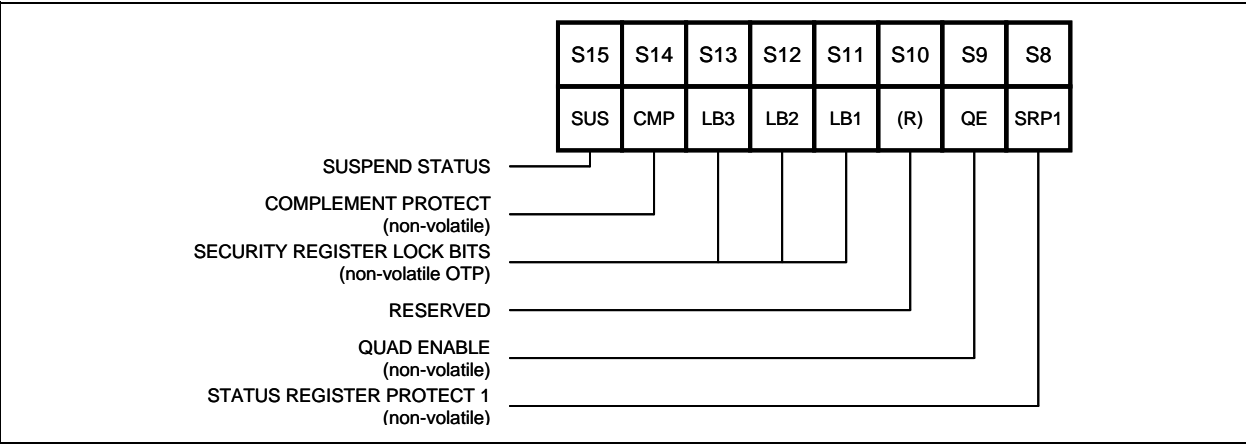 S15 S14 S13 S12 S11 S10 S9 S8
SUS CMP LB3 LB2 LB1 (R) QE SRP1
SUSPEND STATUS
COMPLEMENT PROTECT
(non-volatile)
SECURITY REGISTER LOCK BITS
(non-volatile OTP)
RESERVED
QUAD ENABLE
(non-volatile)
STATUS REGISTER PROTECT 1
(non-volatile)